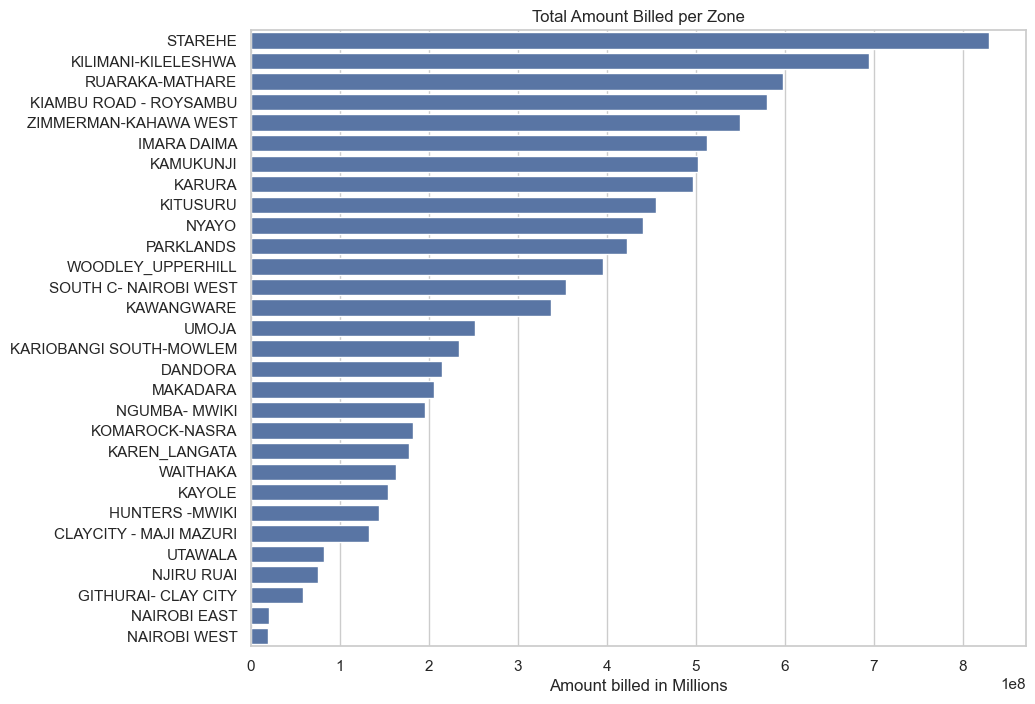 Total Amount Billed per Zone
STAREHE
KILIMANI-KILELESHWA
RUARAKA-MATHARE
KIAMBU ROAD - ROYSAMBU
ZIMMERMAN-KAHAWA WEST
IMARA DAIMA
KAMUKUNJI
KARURA
KITUSURU
NYAYO
PARKLANDS
WOODLEY_UPPERHILL
SOUTH C- NAIROBI WEST
KAWANGWARE
UMOJA
KARIOBANGI SOUTH-MOWLEM
DANDORA
MAKADARA
NGUMBA- MWIKI
KOMAROCK-NASRA
KAREN_LANGATA
WAITHAKA
KAYOLE
HUNTERS -MWIKI
CLAYCITY - MAJI MAZURI
UTAWALA
NJIRU RUAI
GITHURAI- CLAY CITY
NAIROBI EAST
NAIROBI WEST
0 1 2 3 4 5 6 7 8
1e8
Amount billed in Millions